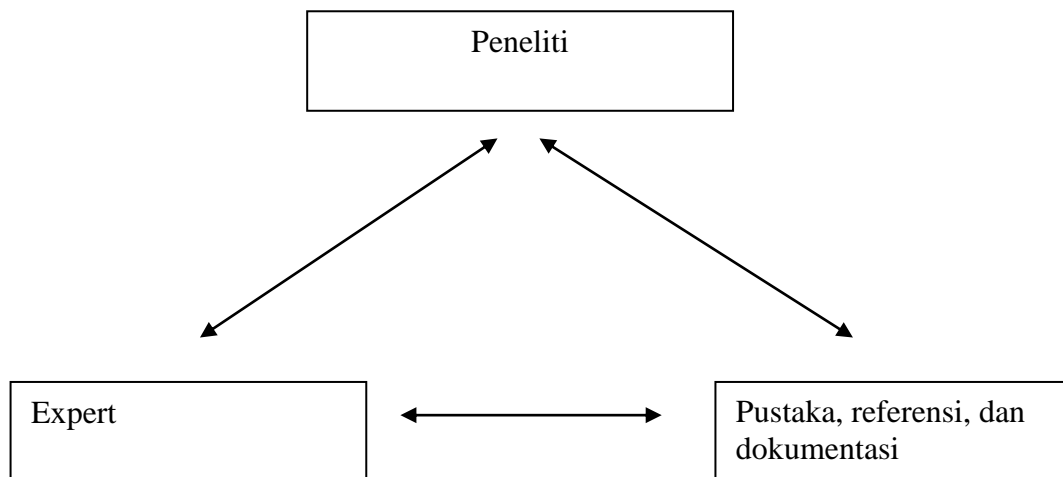 Peneliti
Expert
Pustaka, referensi, dan
dokumentasi